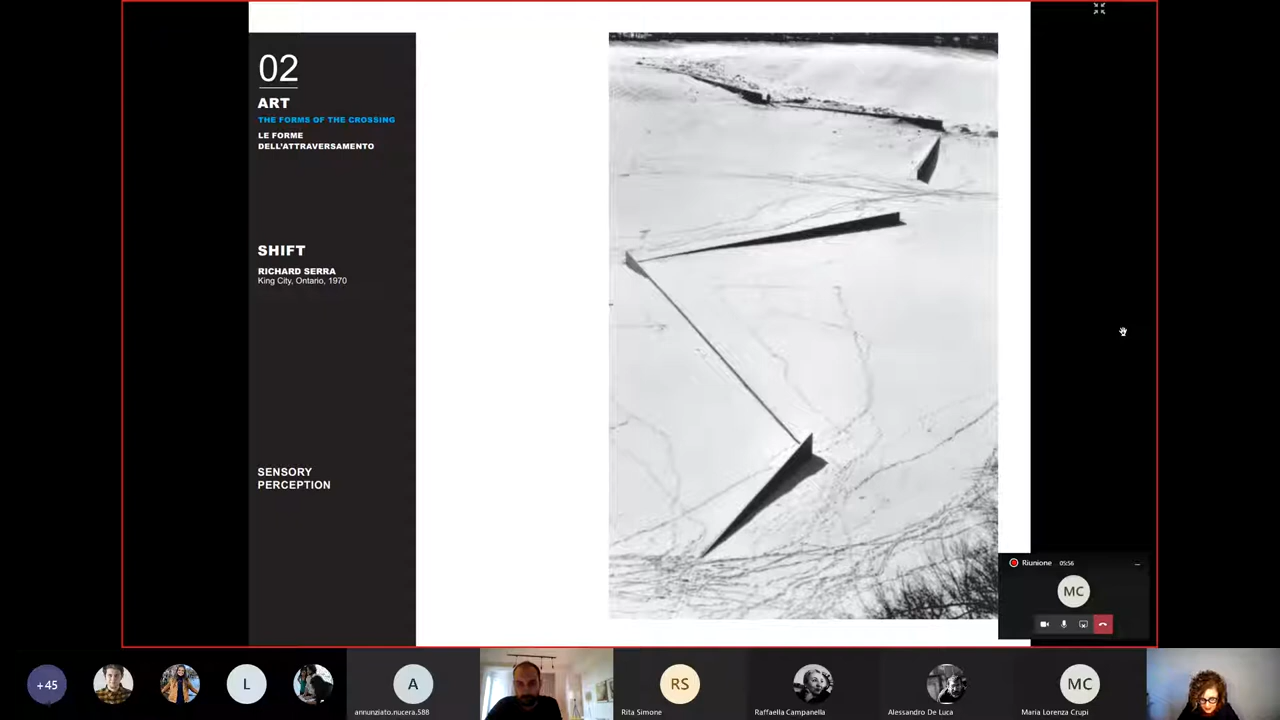 02
ART
THE FORMS OF THE CROSSING
LE FORME
DELL'ATTRAVERSAMENTO
SHIFT
RICHARD SERRA
King City, Ontario, 1970
SENSORY
PERCEPTION
Riunione 05:56
MC
+45
L
A
annunziato.nucera.588
RS
Rita Simone
Raffaella Campanella
Alessandro De Luca
MC
Maria Lorenza Crupi